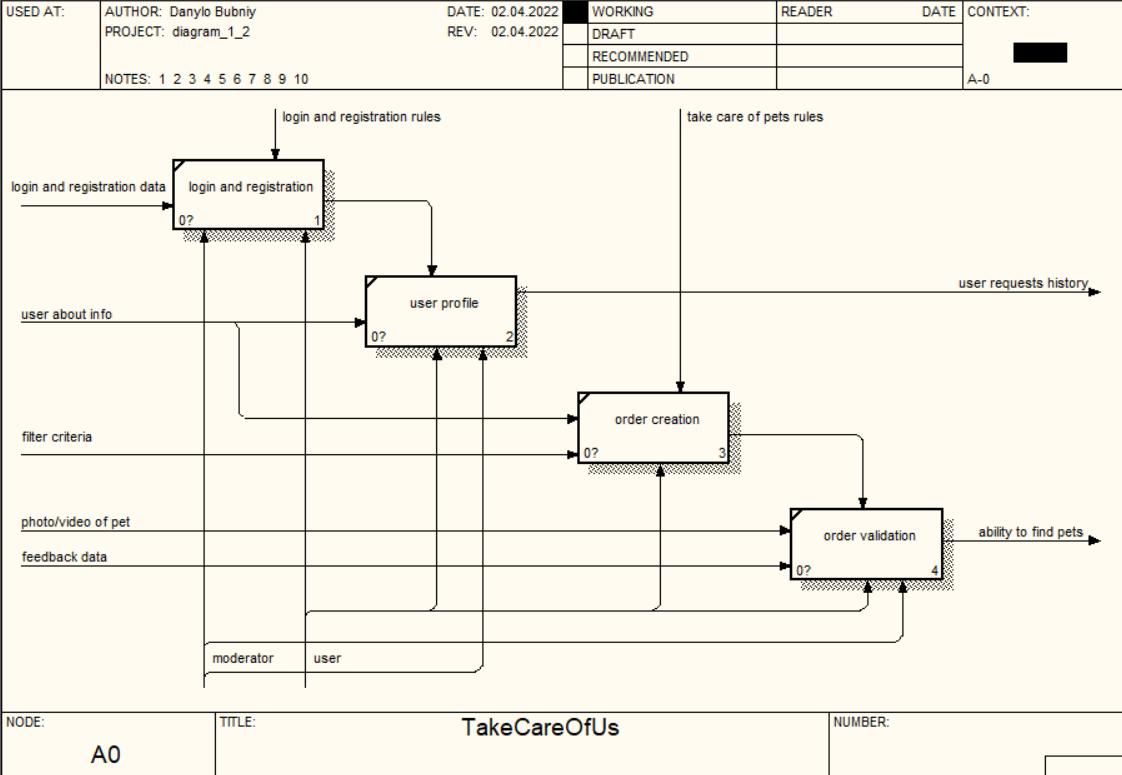 USED AT:
AUTHOR: Danylo Bubniy
DATE: 02.04.2022
WORKING
READER
DATE
CONTEXT:
PROJECT: diagram_1_2
REV: 02.04.2022
DRAFT
RECOMMENDED
NOTES: 1 2 3 4 5 6 7 8 9 10
PUBLICATION
A-0
login and registration rules
take care of pets rules
login and registration data
login and registration
0?
1
user requests history
user profile
user about info
0?
2
order creation
filter criteria
0?
3
photo/video of pet
order validation
ability to find pets
feedback data
0?
4
moderator
user
NODE:
TITLE:
TakeCareOfUs
NUMBER:
A0